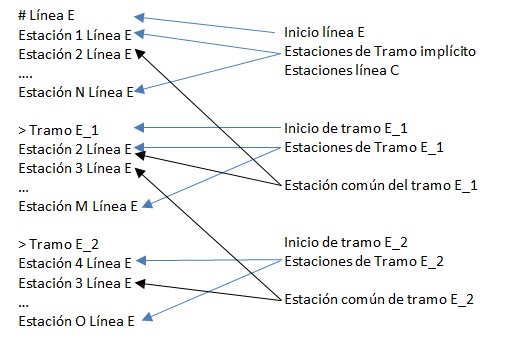 # Línea E
Estación 1 Línea E
Estación 2 Línea E
....
Estación N Línea E
> Tramo E_1
Estación 2 Línea E
Estación 3 Línea E
...
Estación M Línea E
> Tramo E_2
Estación 4 Línea E
Estación 3 Línea E
...
Estación O Línea E
Inicio línea E
Estaciones de Tramo implícito
Estaciones línea C
Inicio de tramo E_1
Estaciones de Tramo E_1
Estación común del tramo E_1
Inicio de tramo E_2
Estaciones de Tramo E_2
Estación común de tramo E_2